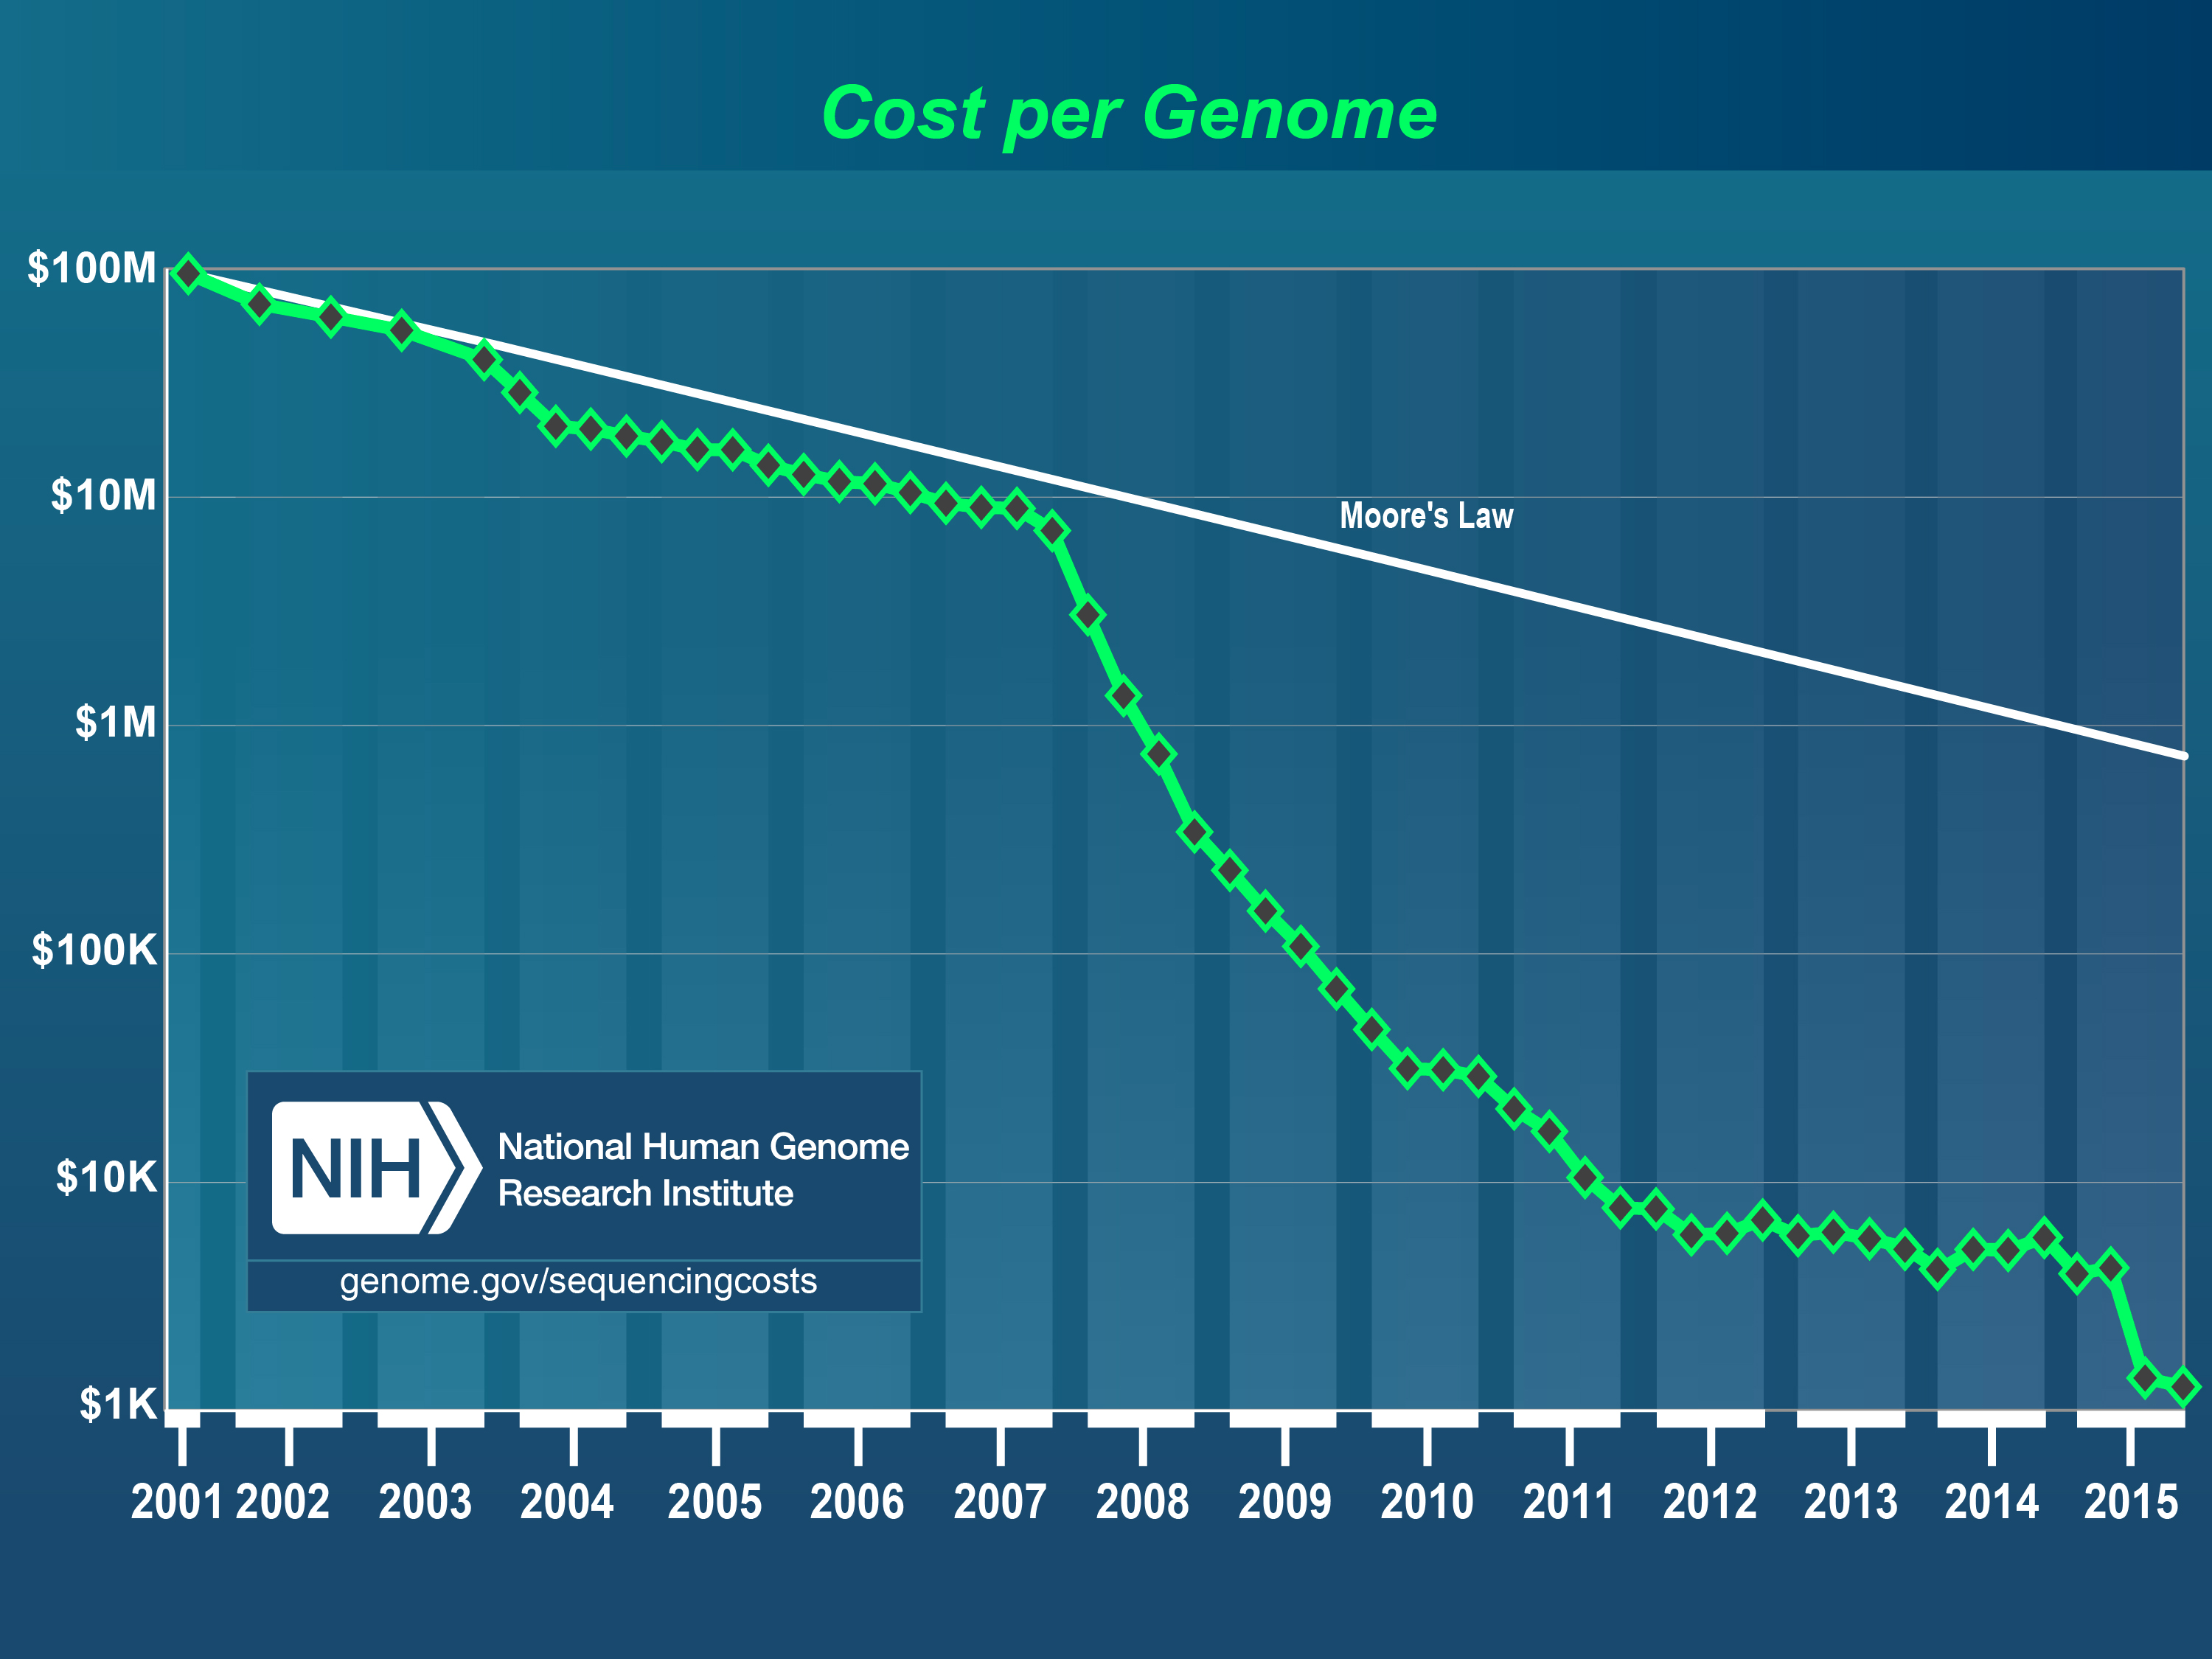 Cost per Genome
$100M
$10M
Moore's Law
$1M
$100K
$10K
$1K
NIH
National Human Genome
Research Institute
genome.gov/sequencingcosts
2001 2002 2003 2004 2005 2006 2007 2008 2009 2010 2011 2012 2013 2014 2015